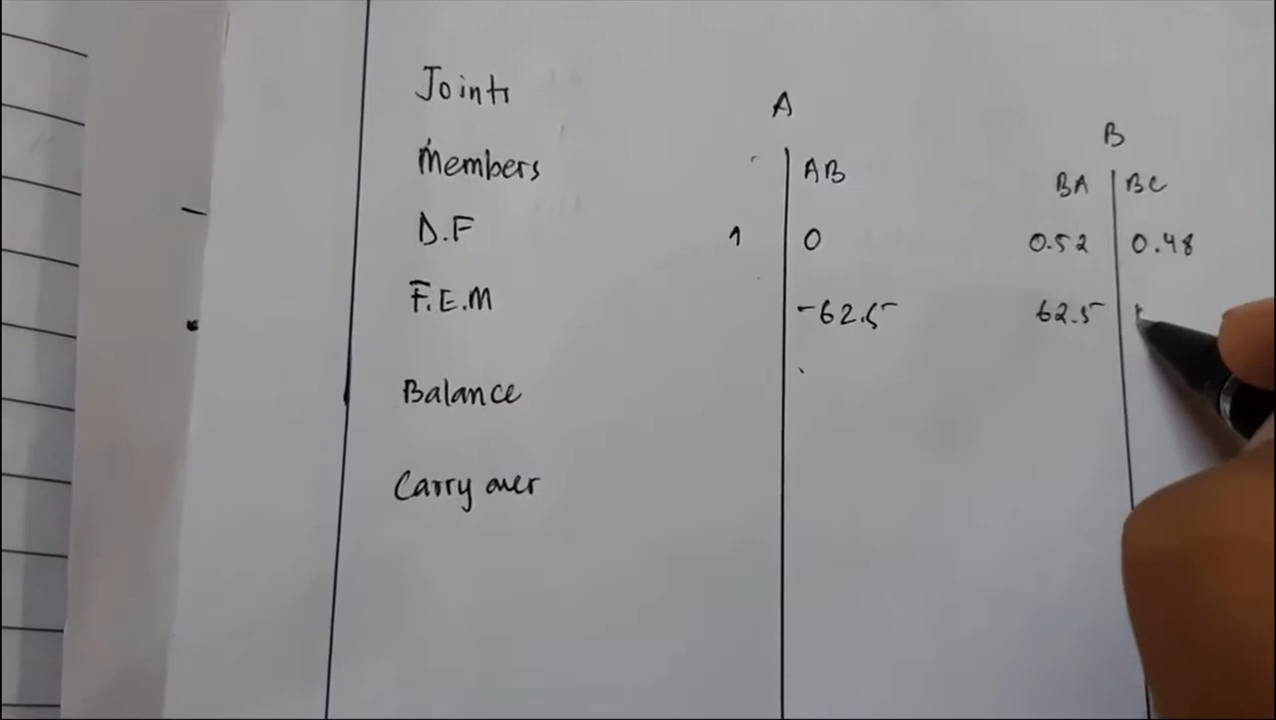 Joints A B
Members AB BA BC
D.F 1 0 0.52 0.48
F.E.M -62.5 62.5
Balance
Carry over